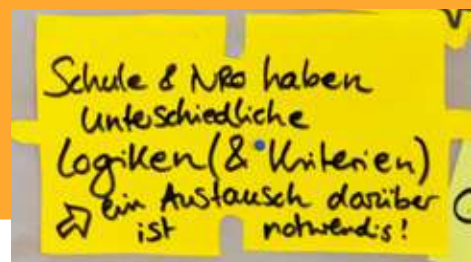 Schule & NRO haben
unterschiedliche
Logiken (& Kriterien)
⇨ ein Austausch darüber
ist notwendig!